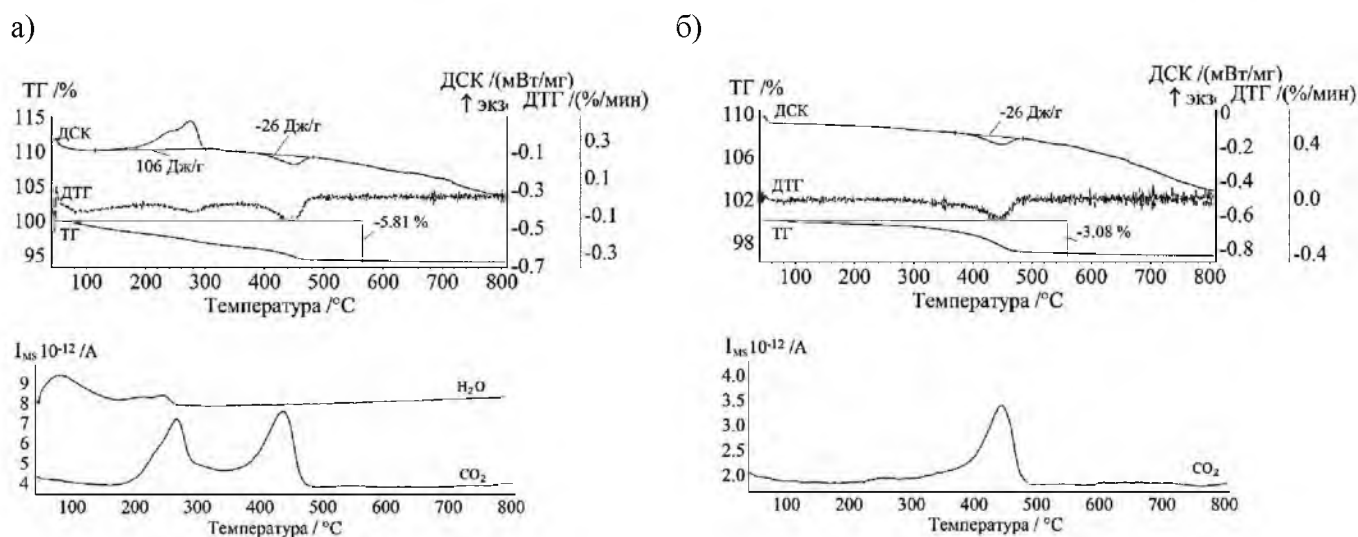 а)
ТГ /%
ДСК /(мВт/мг)
↑ экзо ДТГ /(%/мин)
115
110
105
100
95
ДСК
106 Дж/г
-26 Дж/г
ДТГ
ТГ
-5.81 %
-0.1
-0.3
-0.5
-0.7
0.3
0.1
-0.1
-0.3
100 200 300 400 500 600 700 800
Температура /°C
I_MS 10^-12 /A
9
8
7
6
5
4
H₂O
CO₂
100 200 300 400 500 600 700 800
Температура / °C
б)
ТГ /%
ДСК /(мВт/мг)
↑ экзо ДТГ /(%/мин)
110
106
102
98
ДСК
-26 Дж/г
ДТГ
ТГ
-3.08 %
0
-0.2
-0.4
-0.6
-0.8
0.4
0.0
-0.4
100 200 300 400 500 600 700 800
Температура /°C
I_MS 10^-12 /A
4.0
3.5
3.0
2.5
2.0
CO₂
100 200 300 400 500 600 700 800
Температура / °C